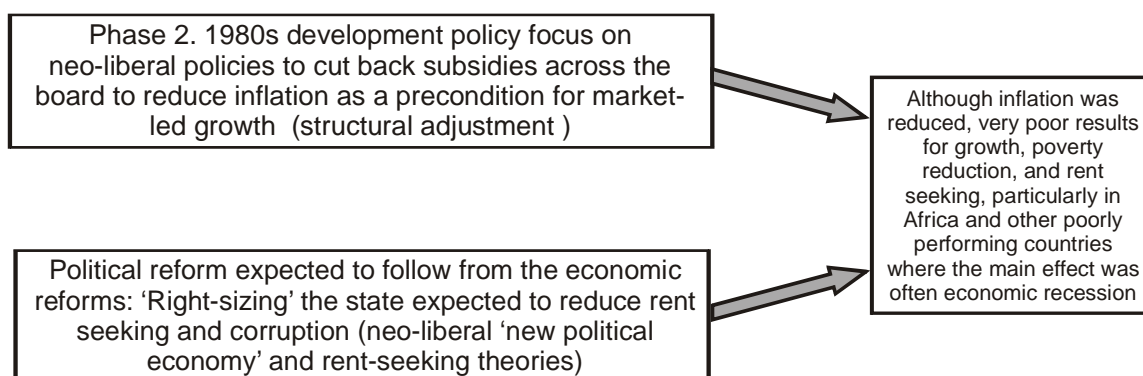 Phase 2. 1980s development policy focus on
neo-liberal policies to cut back subsidies across the
board to reduce inflation as a precondition for market-
led growth  (structural adjustment )
Although inflation was
reduced, very poor results
for growth, poverty
reduction, and rent
seeking, particularly in
Africa and other poorly
performing countries
where the main effect was
often economic recession
Political reform expected to follow from the economic
reforms: ‘Right-sizing’ the state expected to reduce rent
seeking and corruption (neo-liberal ‘new political
economy’ and rent-seeking theories)